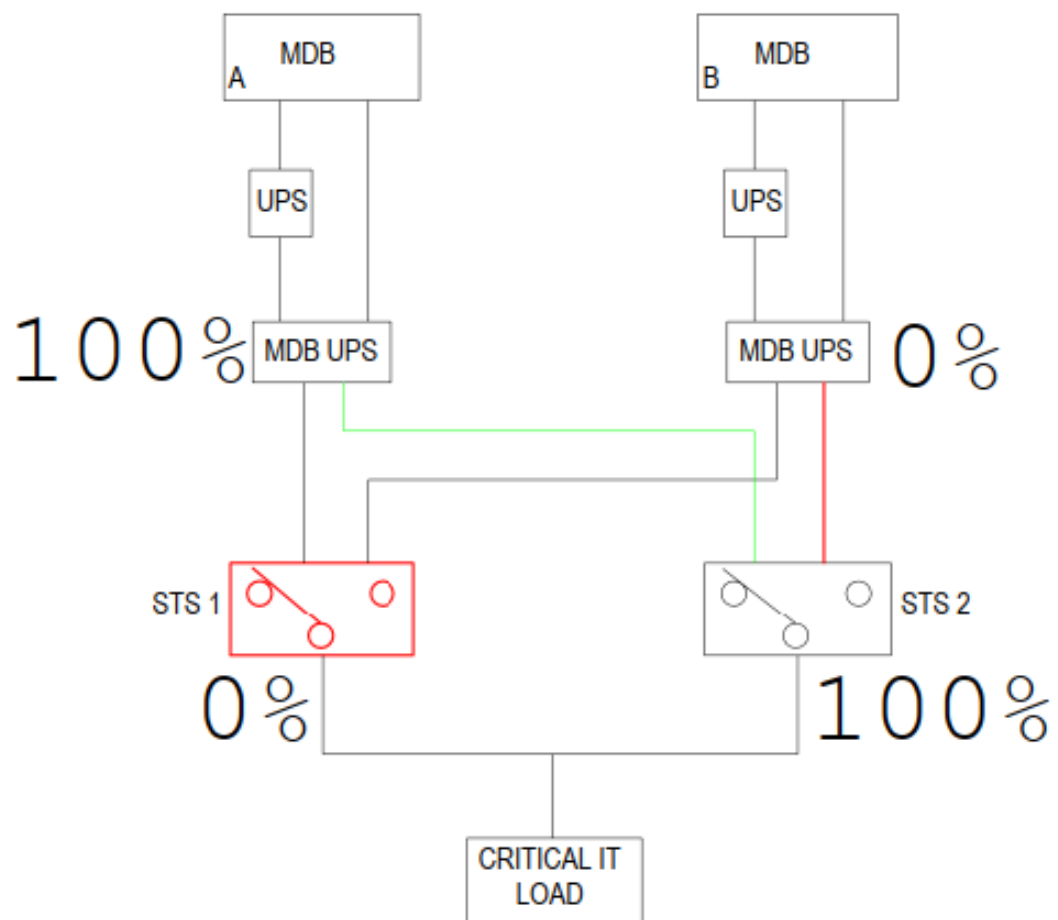 MDB
A
MDB
B
UPS
UPS
100%
MDB UPS
MDB UPS
0%
STS 1
STS 2
0%
100%
CRITICAL IT
LOAD